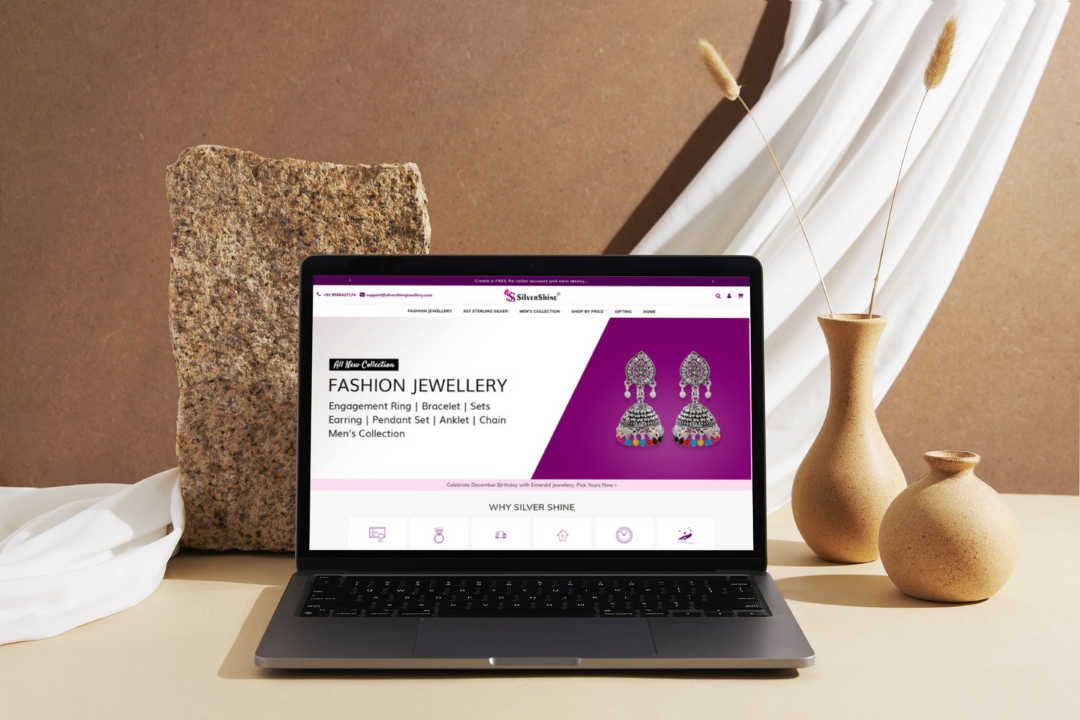 Create a FREE Re-seller account and earn Money...
support@silvershinejewellery.com
SILVERSHINE®
FASHION JEWELLERY 925 STERLING SILVER MEN'S COLLECTION SHOP BY PRICE GIFTING HOME
All New Collection
FASHION JEWELLERY
Engagement Ring | Bracelet | Sets
Earring | Pendant Set | Anklet | Chain
Men's Collection
Celebrate December Birthday with Emerald Jewellery. Pick Yours Now >
WHY SILVER SHINE